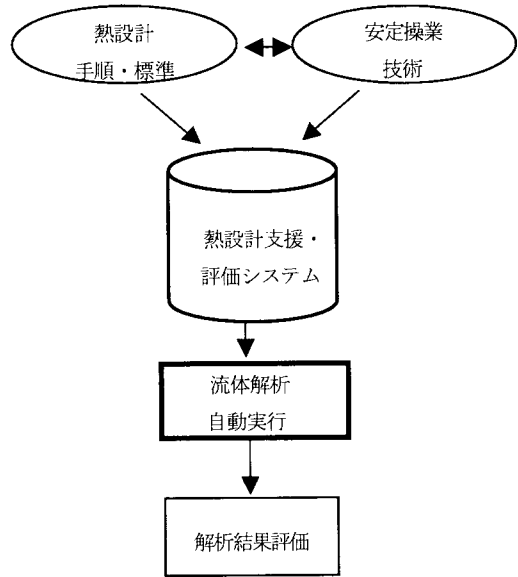 熱設計
手順・標準
安定操業
技術
熱設計支援・
評価システム
流体解析
自動実行
解析結果評価